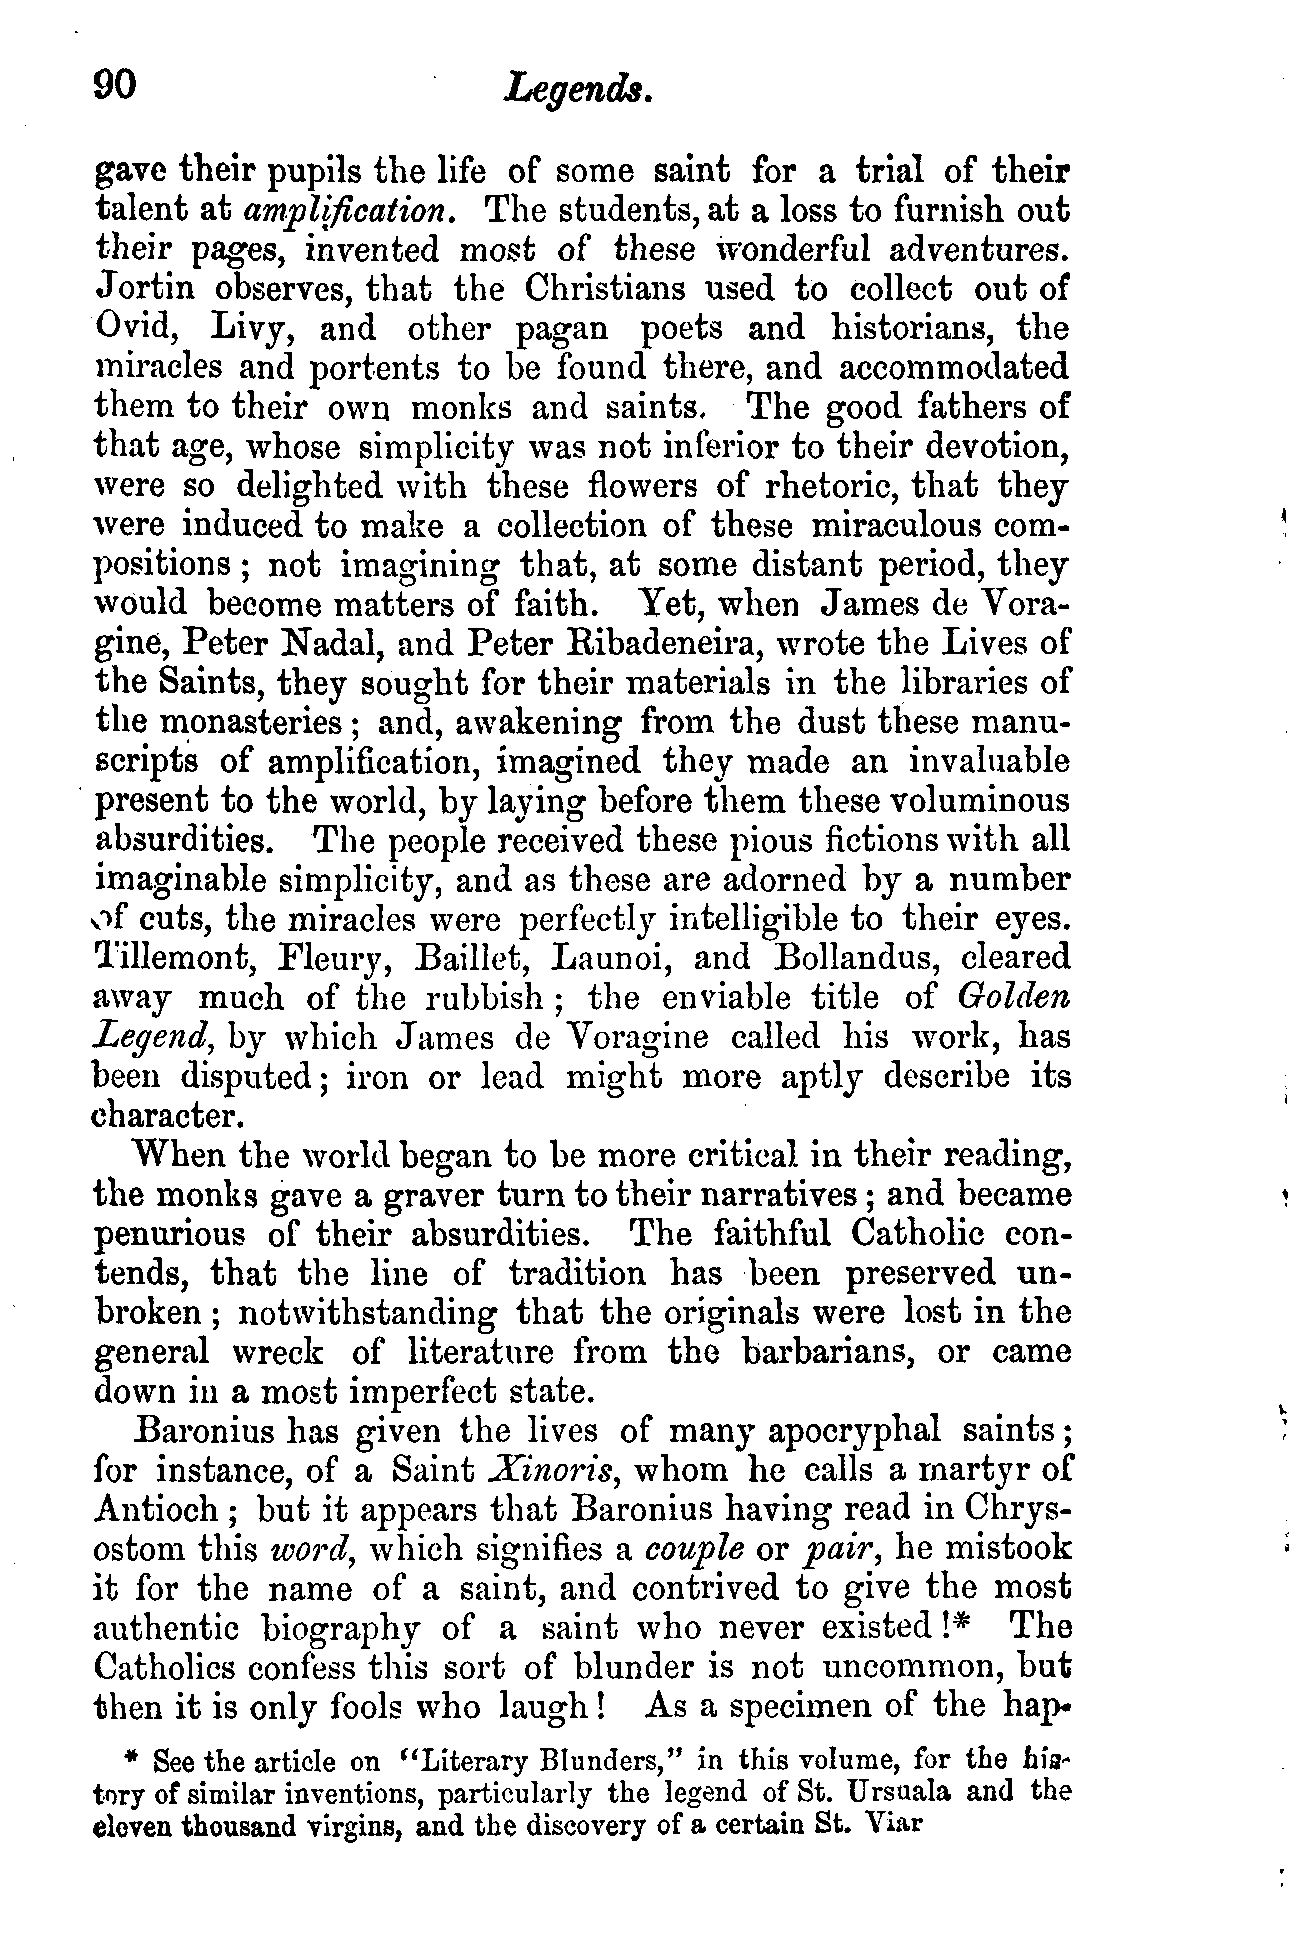 90 Legends.
gave their pupils the life of some saint for a trial of their
talent at amplification. The students, at a loss to furnish out
their pages, invented most of these wonderful adventures.
Jortin observes, that the Christians used to collect out of
Ovid, Livy, and other pagan poets and historians, the
miracles and portents to be found there, and accommodated
them to their own monks and saints. The good fathers of
that age, whose simplicity was not inferior to their devotion,
were so delighted with these flowers of rhetoric, that they
were induced to make a collection of these miraculous com-
positions ; not imagining that, at some distant period, they
would become matters of faith. Yet, when James de Vora-
gine, Peter Nadal, and Peter Ribadeneira, wrote the Lives of
the Saints, they sought for their materials in the libraries of
the monasteries ; and, awakening from the dust these manu-
scripts of amplification, imagined they made an invaluable
present to the world, by laying before them these voluminous
absurdities. The people received these pious fictions with all
imaginable simplicity, and as these are adorned by a number
of cuts, the miracles were perfectly intelligible to their eyes.
Tillemont, Fleury, Baillet, Launoi, and Bollandus, cleared
away much of the rubbish ; the enviable title of Golden
Legend, by which James de Voragine called his work, has
been disputed ; iron or lead might more aptly describe its
character.
When the world began to be more critical in their reading,
the monks gave a graver turn to their narratives ; and became
penurious of their absurdities. The faithful Catholic con-
tends, that the line of tradition has been preserved un-
broken ; notwithstanding that the originals were lost in the
general wreck of literature from the barbarians, or came
down in a most imperfect state.
Baronius has given the lives of many apocryphal saints ;
for instance, of a Saint Xinoris, whom he calls a martyr of
Antioch ; but it appears that Baronius having read in Chrys-
ostom this word, which signifies a couple or pair, he mistook
it for the name of a saint, and contrived to give the most
authentic biography of a saint who never existed !* The
Catholics confess this sort of blunder is not uncommon, but
then it is only fools who laugh ! As a specimen of the hap-
* See the article on "Literary Blunders," in this volume, for the his-
tory of similar inventions, particularly the legend of St. Ursuala and the
eleven thousand virgins, and the discovery of a certain St. Viar